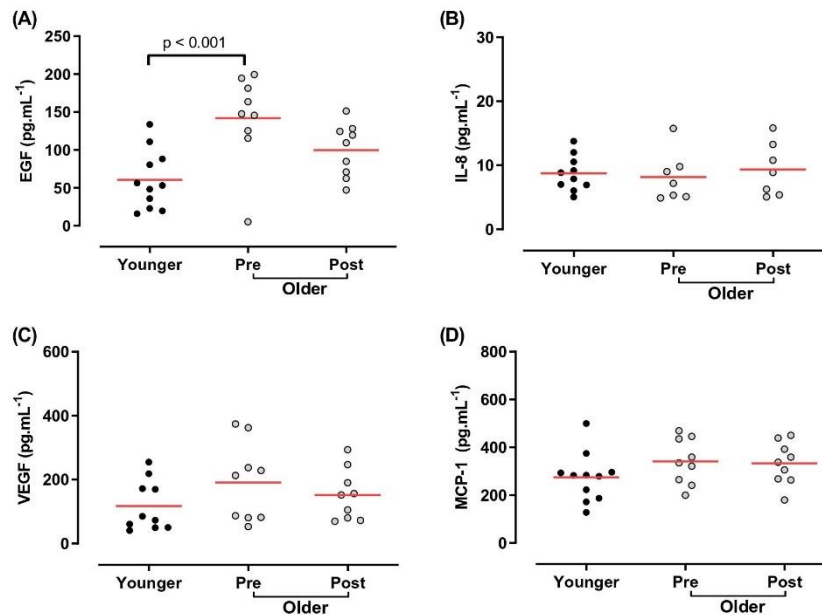 (A)
p < 0.001
EGF (pg.mL⁻¹)
250
200
150
100
50
0
Younger Pre Post
Older
(B)
IL-8 (pg.mL⁻¹)
30
20
10
0
Younger Pre Post
Older
(C)
VEGF (pg.mL⁻¹)
600
400
200
0
Younger Pre Post
Older
(D)
MCP-1 (pg.mL⁻¹)
800
600
400
200
0
Younger Pre Post
Older